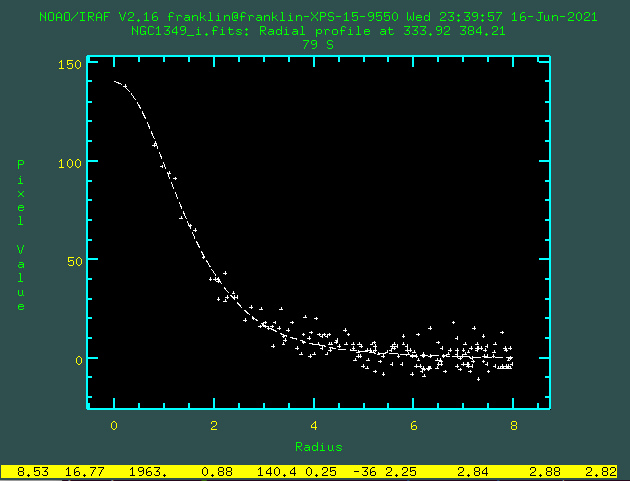 NOAO/IRAF V2.16 franklin@franklin-XPS-15-9550 Wed 23:39:57 16-Jun-2021
NGC1349_i.fits: Radial profile at 333.92 384.21
79 S
150
100
50
0
Pixel Value
0 2 4 6 8
Radius
8.53 16.77 1963. 0.88 140.4 0.25 -36 2.25 2.84 2.88 2.82